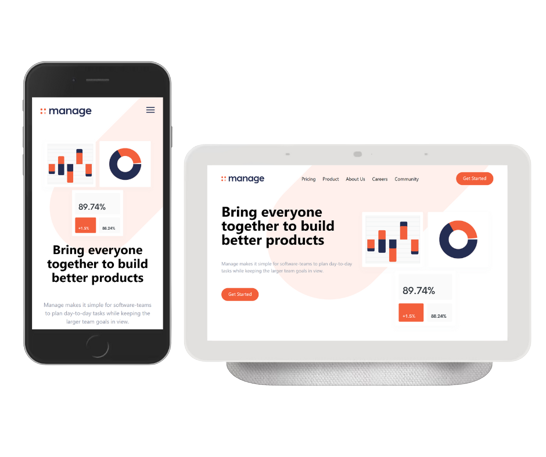 manage
89.74%
+1.5%
88.24%
Bring everyone
together to build
better products
Manage makes it simple for software teams
to plan day-to-day tasks while keeping the
larger team goals in view.
manage
Pricing Product About Us Careers Community
Get Started
Bring everyone
together to build
better products
Manage makes it simple for software teams to plan day-to-day
tasks while keeping the larger team goals in view.
Get Started
89.74%
+1.5%
88.24%